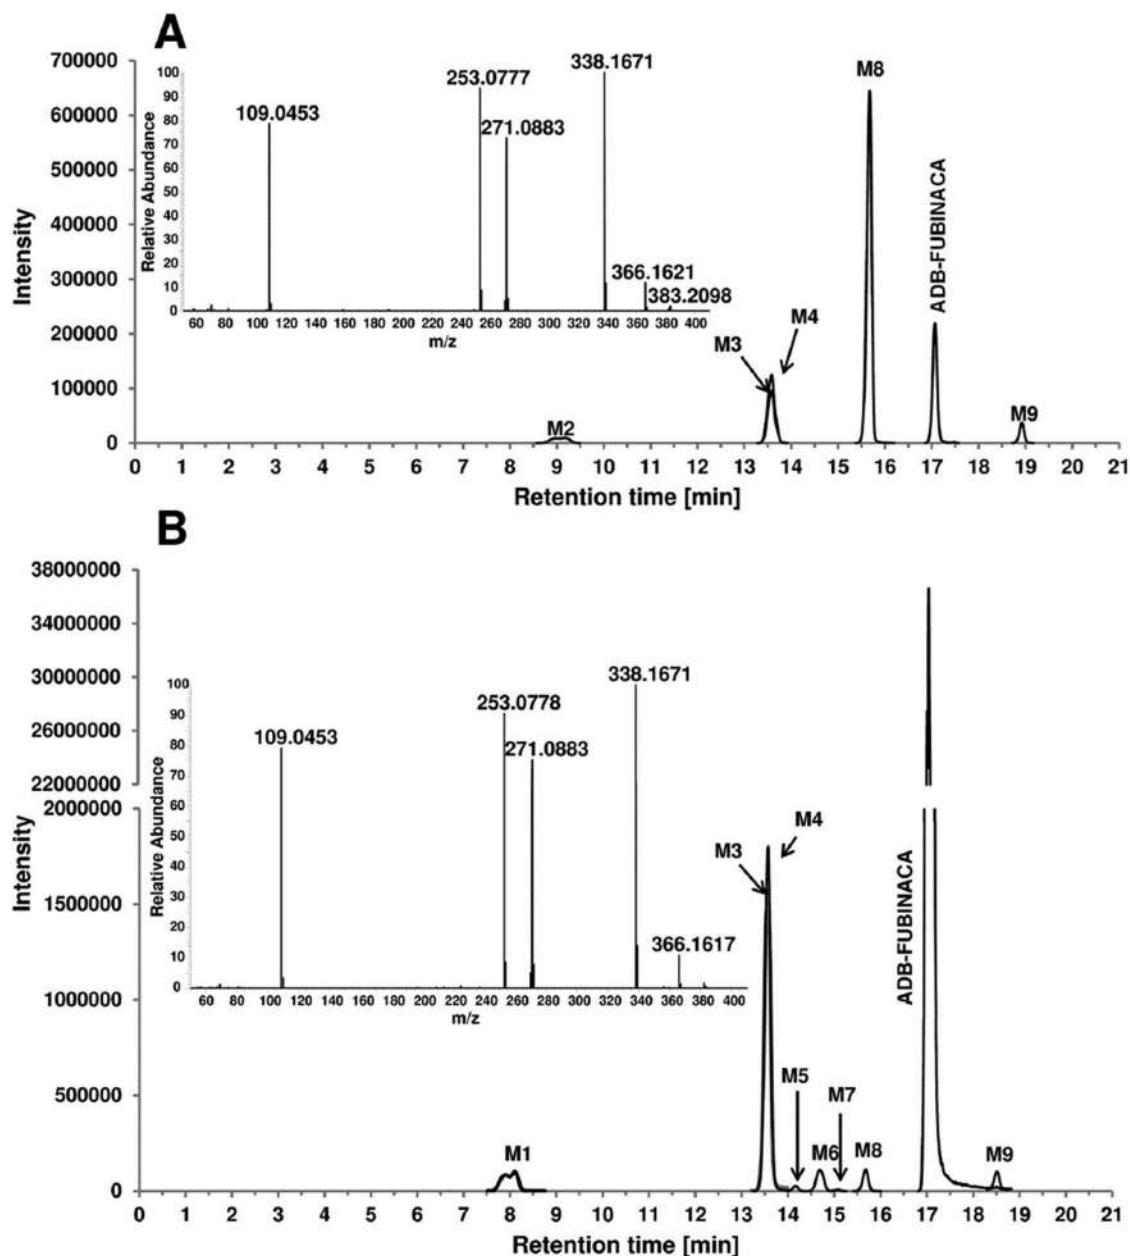 A
700000
600000
500000
400000
300000
200000
100000
0
Intensity
0 1 2 3 4 5 6 7 8 9 10 11 12 13 14 15 16 17 18 19 20 21
Retention time [min]
M2
M3
M4
M8
ADB-FUBINACA
M9
100
90
80
70
60
50
40
30
20
10
0
Relative Abundance
60 80 100 120 140 160 180 200 220 240 260 280 300 320 340 360 380 400
m/z
109.0453
253.0777
271.0883
338.1671
366.1621
383.2098
B
38000000
34000000
30000000
26000000
22000000
2000000
1500000
1000000
500000
0
Intensity
0 1 2 3 4 5 6 7 8 9 10 11 12 13 14 15 16 17 18 19 20 21
Retention time [min]
M1
M3
M4
M5
M6
M7
M8
ADB-FUBINACA
M9
100
90
80
70
60
50
40
30
20
10
0
Relative Abundance
60 80 100 120 140 160 180 200 220 240 260 280 300 320 340 360 380 400
m/z
109.0453
253.0778
271.0883
338.1671
366.1617